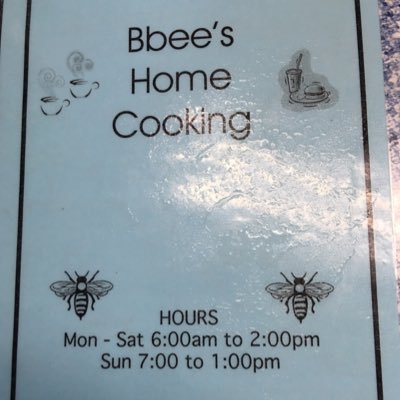 Bbee's
Home
Cooking
HOURS
Mon - Sat 6:00am to 2:00pm
Sun 7:00 to 1:00pm